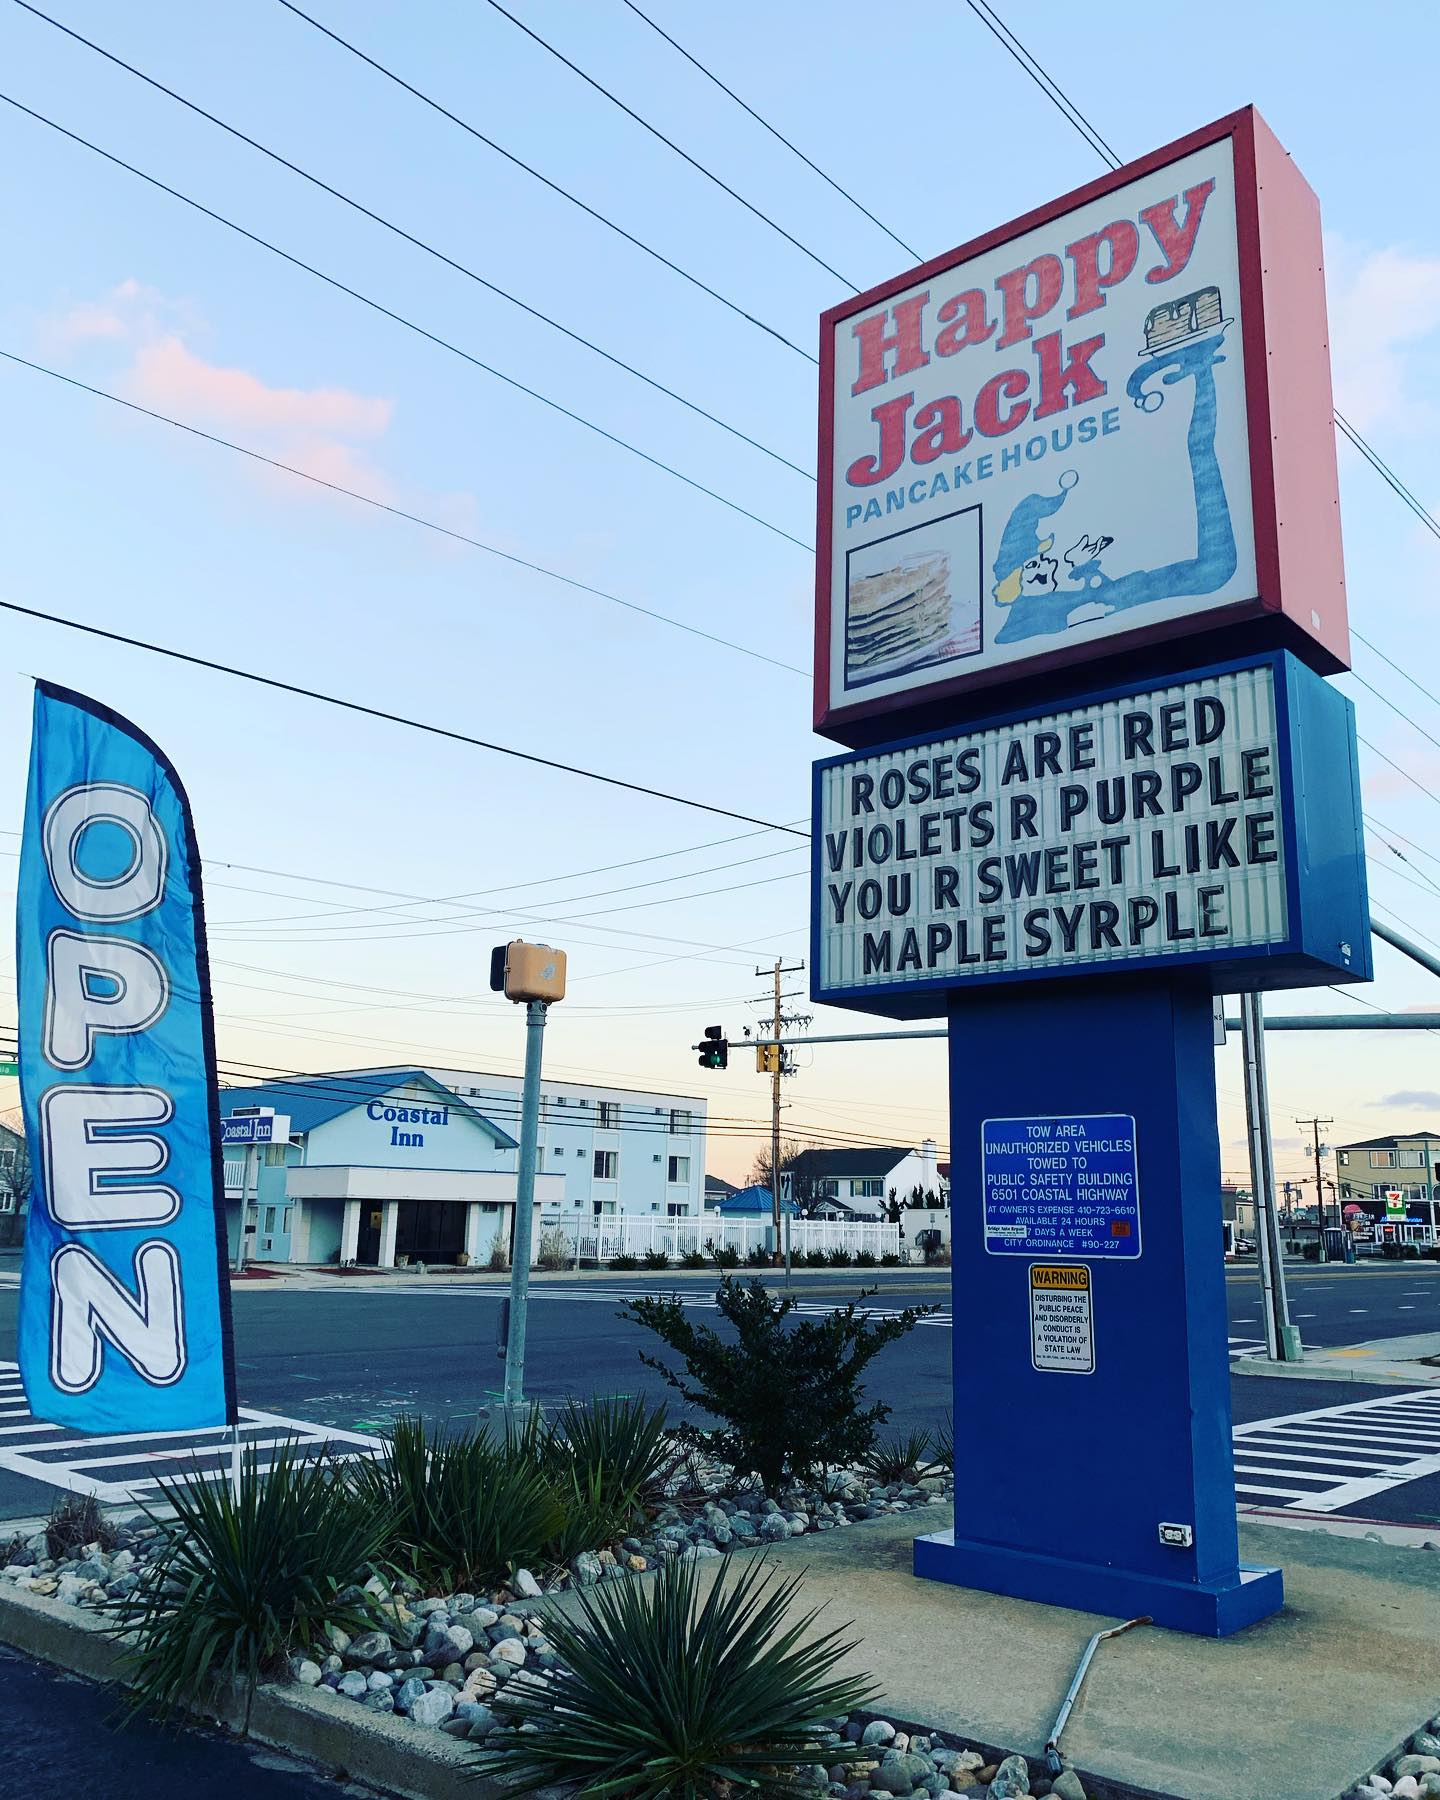 Happy
Jack
PANCAKE HOUSE
ROSES ARE RED
VIOLETS R PURPLE
YOU R SWEET LIKE
MAPLE SYRPLE
OPEN
Coastal
Inn
Coastal Inn
TOW AREA
UNAUTHORIZED VEHICLES
TOWED TO
PUBLIC SAFETY BUILDING
6501 COASTAL HIGHWAY
AT OWNER'S EXPENSE 410-723-6610
AVAILABLE 24 HOURS
7 DAYS A WEEK
CITY ORDINANCE #90-227
WARNING
DISTURBING THE
PUBLIC PEACE
AND DISORDERLY
CONDUCT IS
A VIOLATION OF
STATE LAW
7